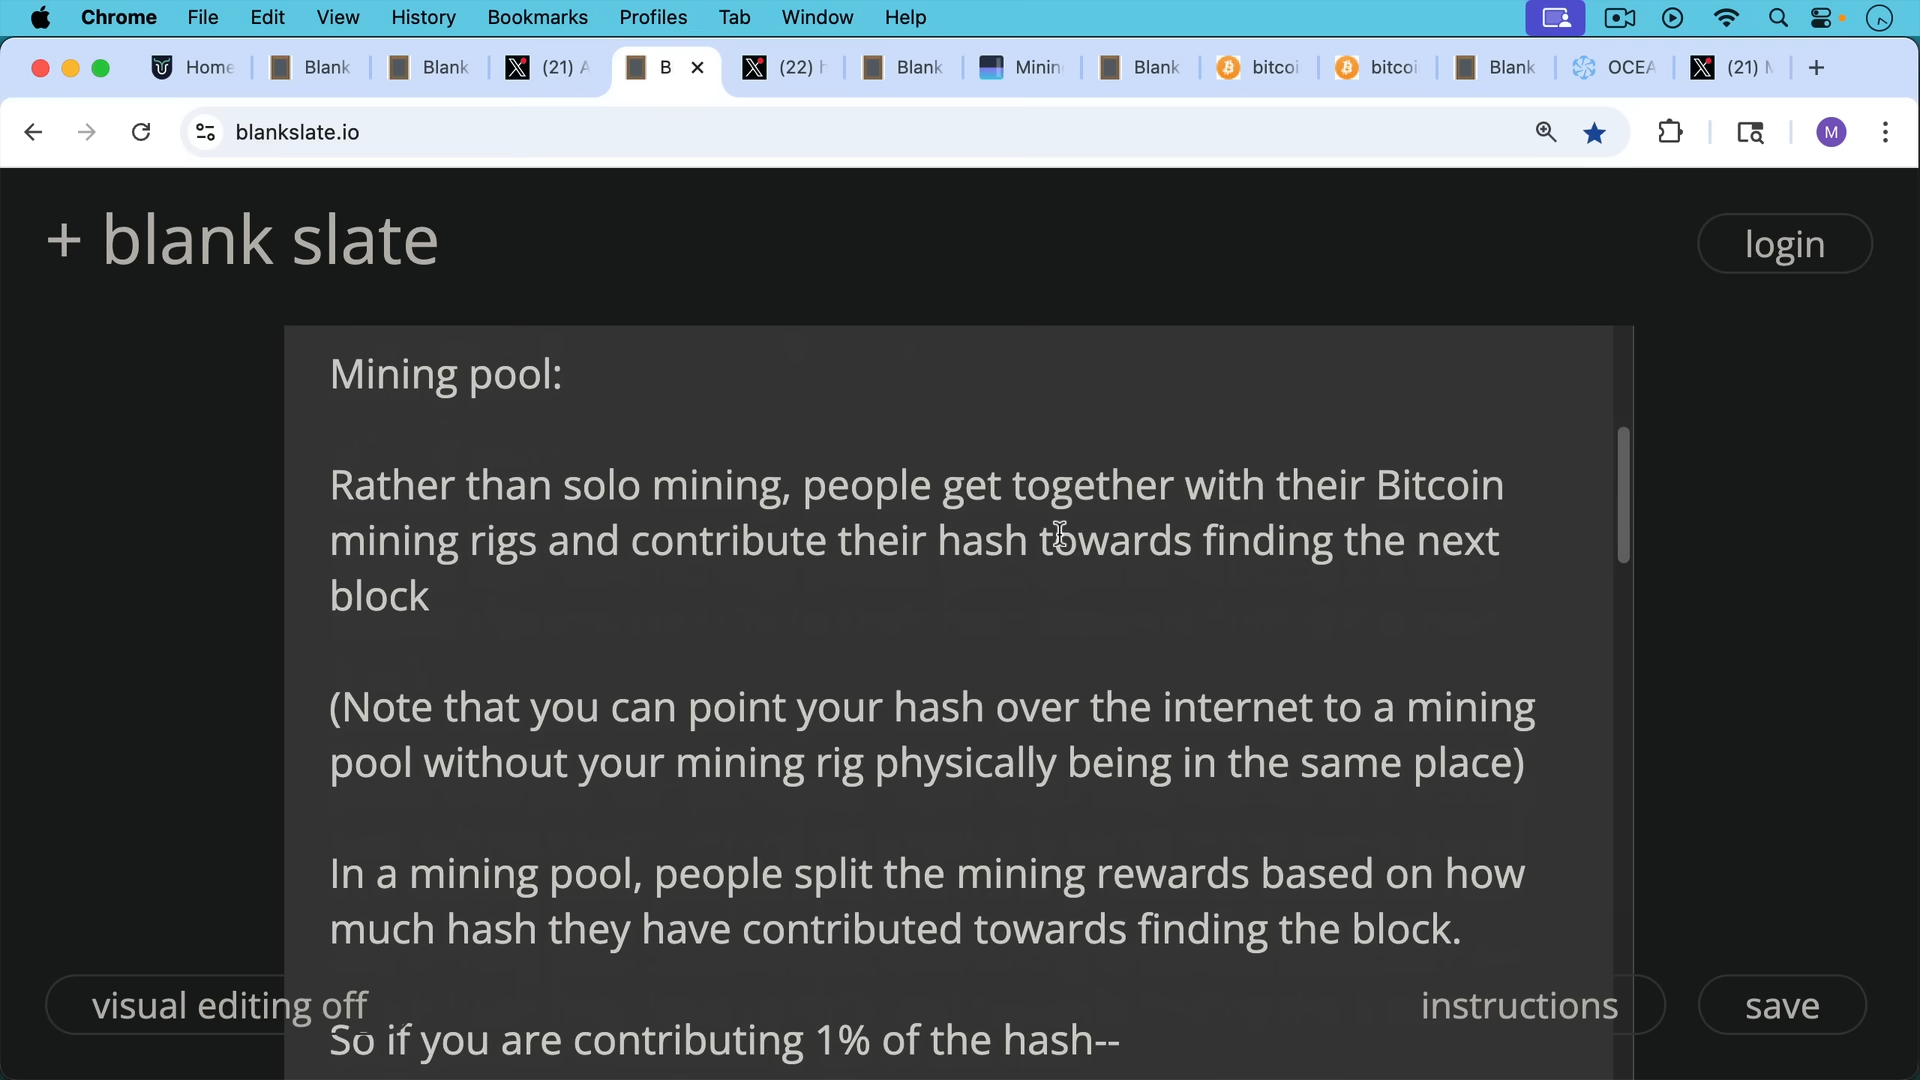 Chrome File Edit View History Bookmarks Profiles Tab Window Help
Home Blank Blank (21) A B (22) h Blank Minin Blank bitcoi bitcoi Blank OCEA (21) M
blankslate.io
M
+ blank slate
login
Mining pool:
Rather than solo mining, people get together with their Bitcoin
mining rigs and contribute their hash towards finding the next
block
(Note that you can point your hash over the internet to a mining
pool without your mining rig physically being in the same place)
In a mining pool, people split the mining rewards based on how
much hash they have contributed towards finding the block.
visual editing off
instructions
save
So if you are contributing 1% of the hash--